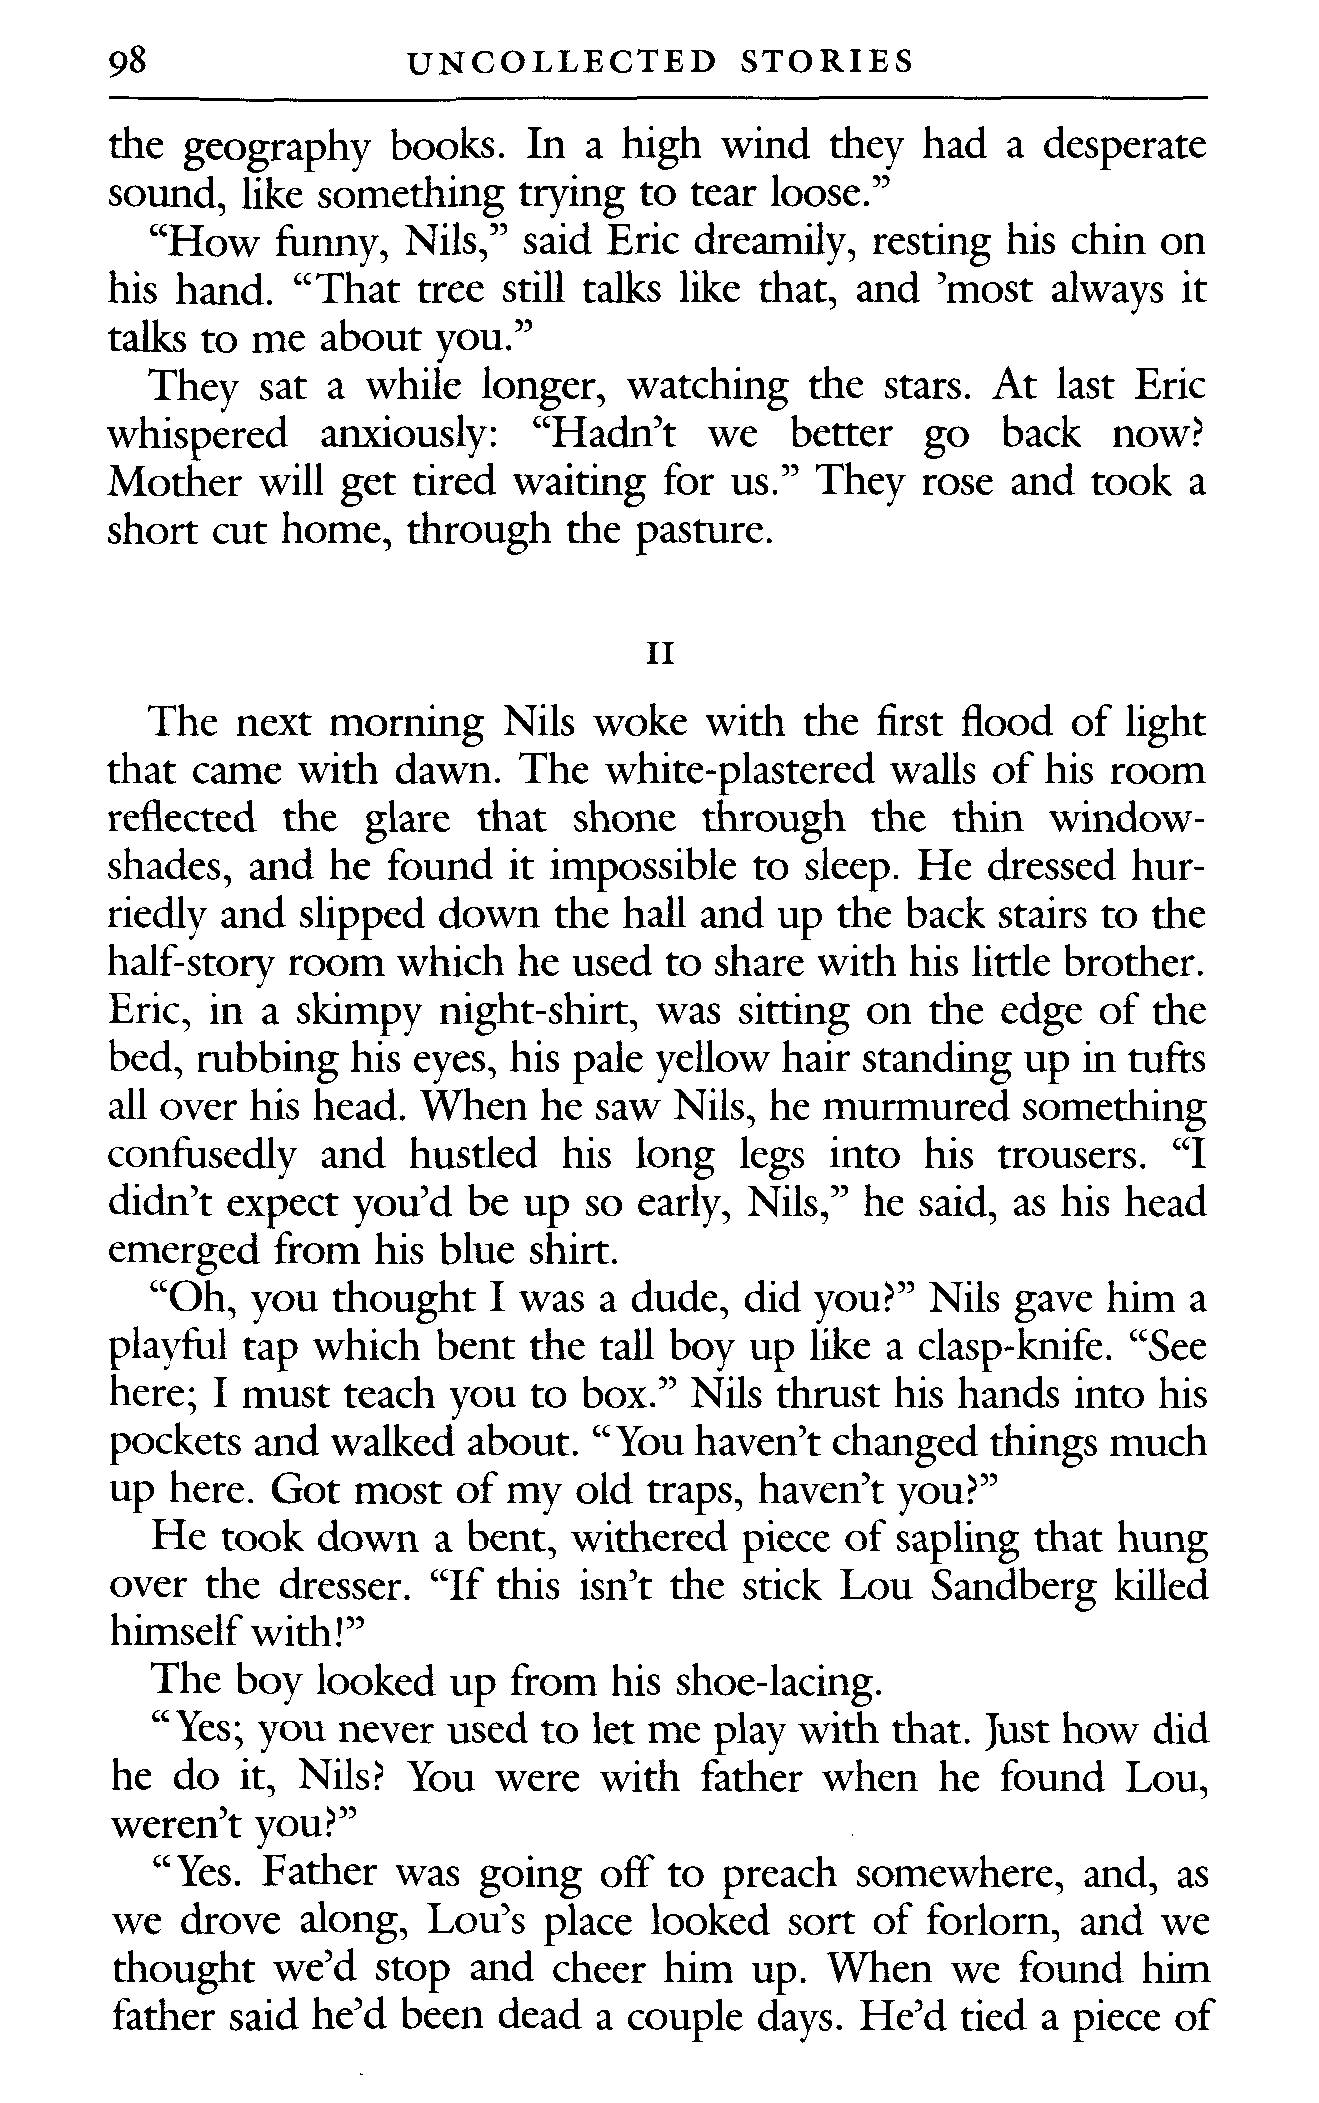 98 UNCOLLECTED STORIES
the geography books. In a high wind they had a desperate
sound, like something trying to tear loose.”
“How funny, Nils,” said Eric dreamily, resting his chin on
his hand. “That tree still talks like that, and ’most always it
talks to me about you.”
They sat a while longer, watching the stars. At last Eric
whispered anxiously: “Hadn’t we better go back now?
Mother will get tired waiting for us.” They rose and took a
short cut home, through the pasture.
II
The next morning Nils woke with the first flood of light
that came with dawn. The white-plastered walls of his room
reflected the glare that shone through the thin window-
shades, and he found it impossible to sleep. He dressed hur-
riedly and slipped down the hall and up the back stairs to the
half-story room which he used to share with his little brother.
Eric, in a skimpy night-shirt, was sitting on the edge of the
bed, rubbing his eyes, his pale yellow hair standing up in tufts
all over his head. When he saw Nils, he murmured something
confusedly and hustled his long legs into his trousers. “I
didn’t expect you’d be up so early, Nils,” he said, as his head
emerged from his blue shirt.
“Oh, you thought I was a dude, did you?” Nils gave him a
playful tap which bent the tall boy up like a clasp-knife. “See
here; I must teach you to box.” Nils thrust his hands into his
pockets and walked about. “You haven’t changed things much
up here. Got most of my old traps, haven’t you?”
He took down a bent, withered piece of sapling that hung
over the dresser. “If this isn’t the stick Lou Sandberg killed
himself with!”
The boy looked up from his shoe-lacing.
“Yes; you never used to let me play with that. Just how did
he do it, Nils? You were with father when he found Lou,
weren’t you?”
“Yes. Father was going off to preach somewhere, and, as
we drove along, Lou’s place looked sort of forlorn, and we
thought we’d stop and cheer him up. When we found him
father said he’d been dead a couple days. He’d tied a piece of